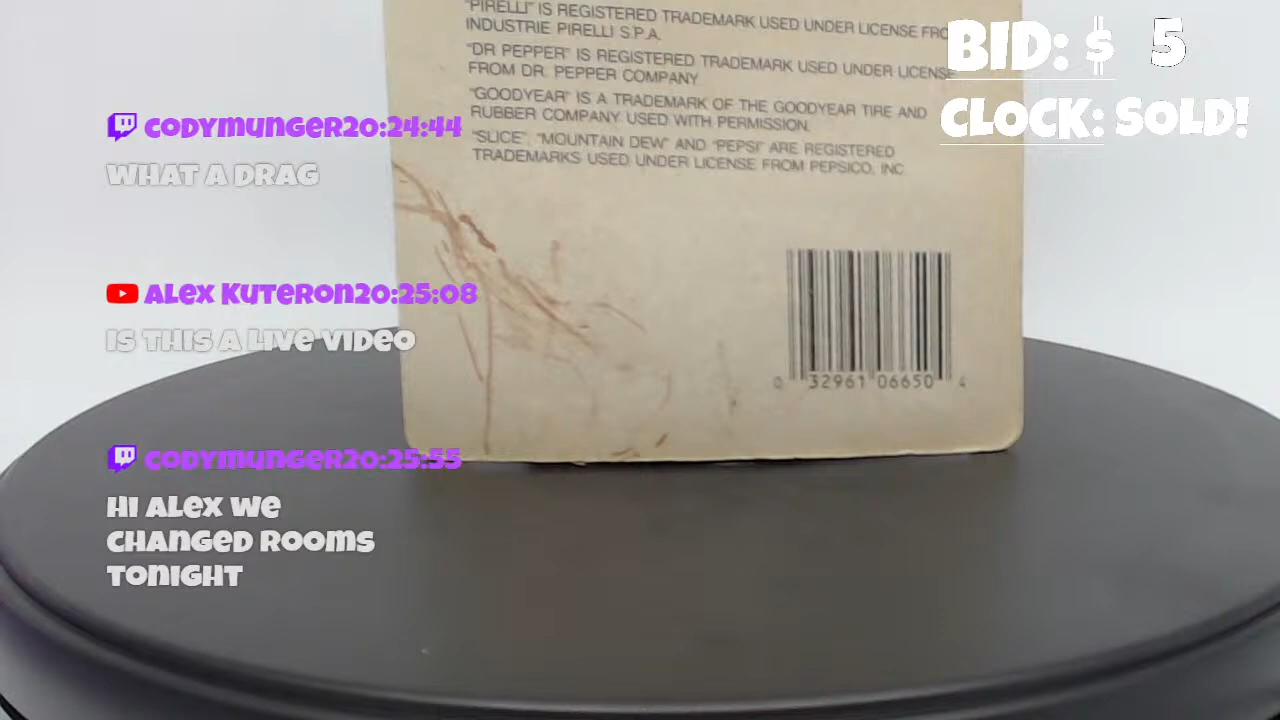 "PIRELLI" IS REGISTERED TRADEMARK USED UNDER LICENSE FRO
INDUSTRIE PIRELLI S.P.A.
"DR PEPPER" IS REGISTERED TRADEMARK USED UNDER LICENSE
FROM DR. PEPPER COMPANY
"GOODYEAR" IS A TRADEMARK OF THE GOODYEAR TIRE AND
RUBBER COMPANY. USED WITH PERMISSION.
"SLICE", "MOUNTAIN DEW" AND "PEPSI" ARE REGISTERED
TRADEMARKS USED UNDER LICENSE FROM PEPSICO, INC.
0 32961 06650 4
BID: $ 5
CLOCK: SOLD!
codymunger20:24:44
WHAT A DRAG
Alex Kuteron20:25:08
IS THIS A LIVE VIDEO
codymunger20:25:55
HI ALEX WE
CHANGED ROOMS
TONIGHT